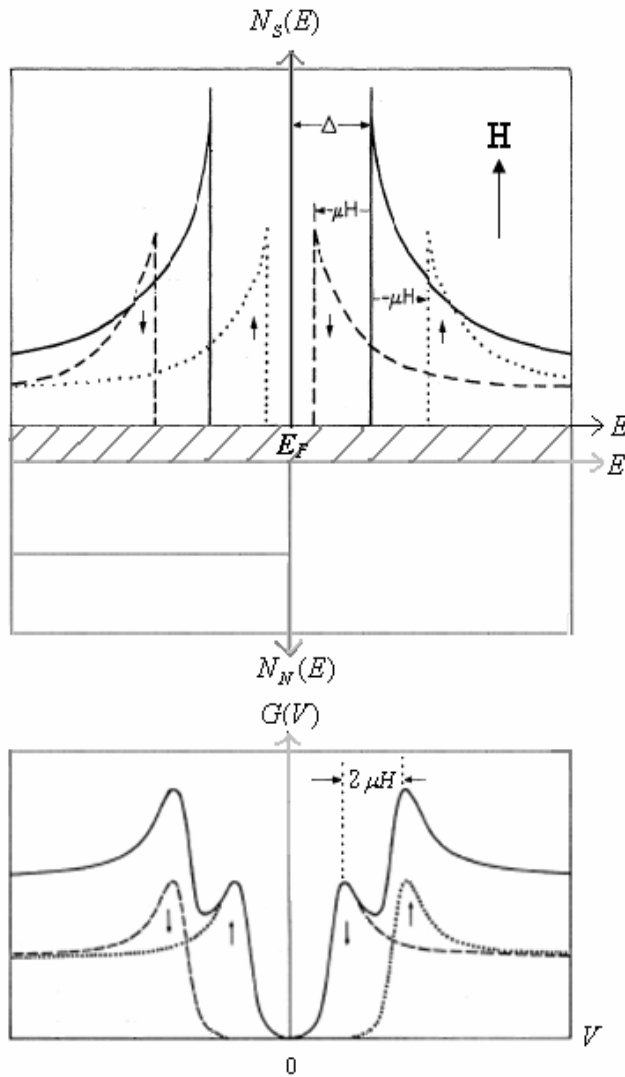 N_S(E)
Δ
H
-μH-
-μH-
↓ ↑ ↓ ↑
E_F E
E
N_N(E)
G(V)
2 μH
↓ ↑ ↓ ↑
V
0